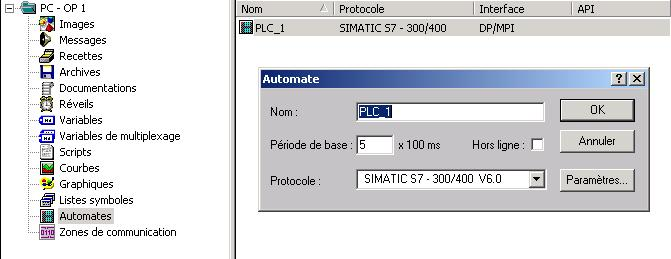 PC - OP 1
Images
Messages
Recettes
Archives
Documentations
Réveils
Variables
Variables de multiplexage
Scripts
Courbes
Graphiques
Listes symboles
Automates
Zones de communication
Nom Protocole Interface API
PLC_1 SIMATIC S7 - 300/400 DP/MPI
Automate
Nom : PLC_1 OK
Période de base : 5 x 100 ms Hors ligne : Annuler
Protocole : SIMATIC S7 - 300/400 V6.0 Paramètres...